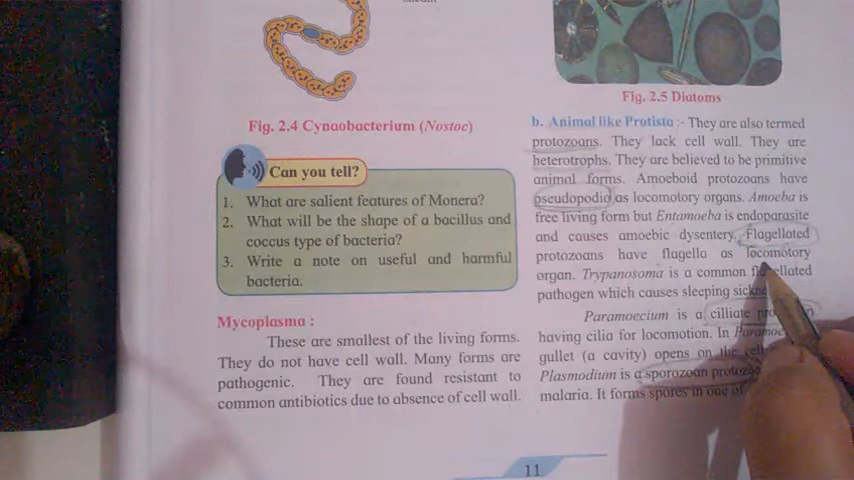 Fig. 2.4 Cynaobacterium (Nostoc)
Can you tell?
1. What are salient features of Monera?
2. What will be the shape of a bacillus and
coccus type of bacteria?
3. Write a note on useful and harmful
bacteria.
Mycoplasma :
These are smallest of the living forms.
They do not have cell wall. Many forms are
pathogenic. They are found resistant to
common antibiotics due to absence of cell wall.
Fig. 2.5 Diatoms
b. Animal like Protista :- They are also termed
protozoans. They lack cell wall. They are
heterotrophs. They are believed to be primitive
animal forms. Amoeboid protozoans have
pseudopodia as locomotory organs. Amoeba is
free living form but Entamoeba is endoparasite
and causes amoebic dysentery. Flagellated
protozoans have flagella as locomotory
organ. Trypanosoma is a common
pathogen which causes sleeping
Paramoecium is a cilliate
having cilia for locomotion. In
gullet (a cavity) opens on the
Plasmodium is a sporozoan
malaria. It forms spores in one of
11